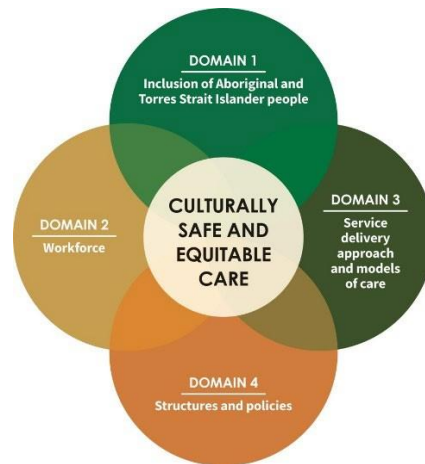 DOMAIN 1
Inclusion of Aboriginal and
Torres Strait Islander people
DOMAIN 2
Workforce
CULTURALLY
SAFE AND
EQUITABLE
CARE
DOMAIN 3
Service
delivery
approach
and models
of care
DOMAIN 4
Structures and policies